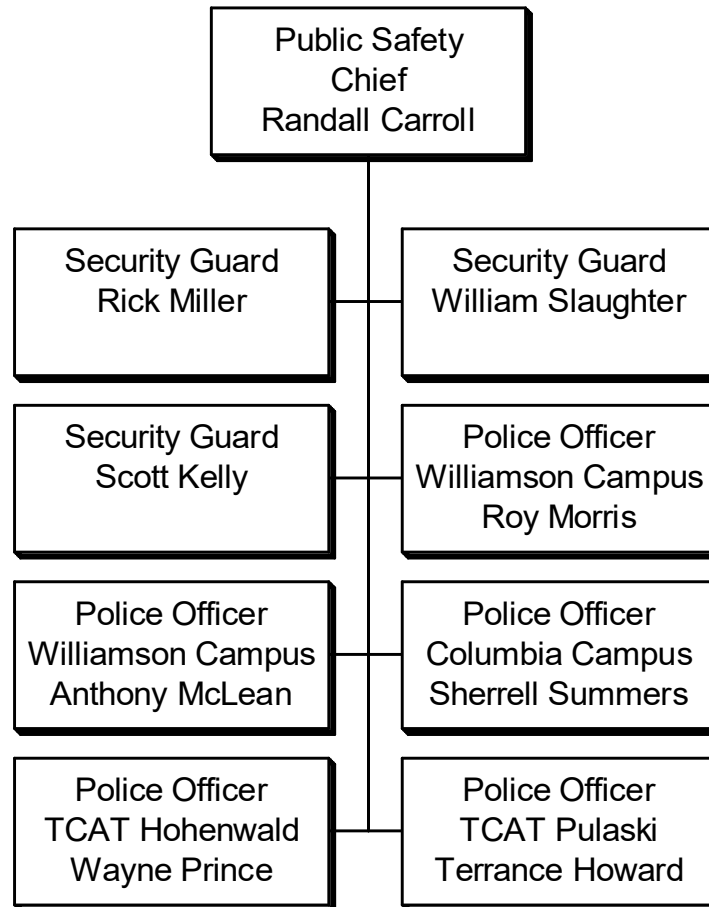 Public Safety
Chief
Randall Carroll
Security Guard
Rick Miller
Security Guard
William Slaughter
Security Guard
Scott Kelly
Police Officer
Williamson Campus
Roy Morris
Police Officer
Williamson Campus
Anthony McLean
Police Officer
Columbia Campus
Sherrell Summers
Police Officer
TCAT Hohenwald
Wayne Prince
Police Officer
TCAT Pulaski
Terrance Howard